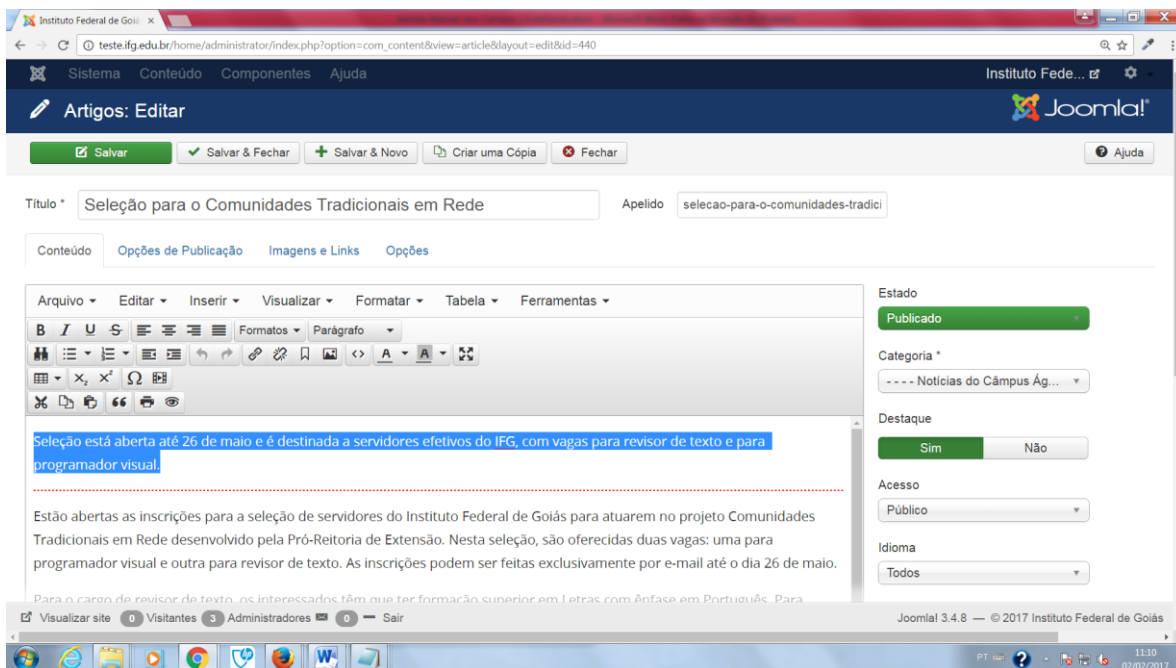 Instituto Federal de Goiá
teste.ifg.edu.br/home/administrator/index.php?option=com_content&view=article&layout=edit&id=440
Sistema Conteúdo Componentes Ajuda Instituto Fede...
Artigos: Editar Joomla!
Salvar Salvar & Fechar Salvar & Novo Criar uma Cópia Fechar Ajuda
Título * Seleção para o Comunidades Tradicionais em Rede Apelido selecao-para-o-comunidades-tradici
Conteúdo Opções de Publicação Imagens e Links Opções
Arquivo Editar Inserir Visualizar Formatar Tabela Ferramentas
B I U S Formatos Parágrafo
A A
x₂ x² Ω
Seleção está aberta até 26 de maio e é destinada a servidores efetivos do IFG, com vagas para revisor de texto e para
programador visual.
Estão abertas as inscrições para a seleção de servidores do Instituto Federal de Goiás para atuarem no projeto Comunidades
Tradicionais em Rede desenvolvido pela Pró-Reitoria de Extensão. Nesta seleção, são oferecidas duas vagas: uma para
programador visual e outra para revisor de texto. As inscrições podem ser feitas exclusivamente por e-mail até o dia 26 de maio.
Para o cargo de revisor de texto, os interessados têm que ter formação superior em Letras com ênfase em Português. Para
Estado
Publicado
Categoria *
- - - - Notícias do Câmpus Ág...
Destaque
Sim Não
Acesso
Público
Idioma
Todos
Visualizar site 0 Visitantes 3 Administradores 0 Sair Joomla! 3.4.8 — © 2017 Instituto Federal de Goiás
PT 11:10
02/02/2017